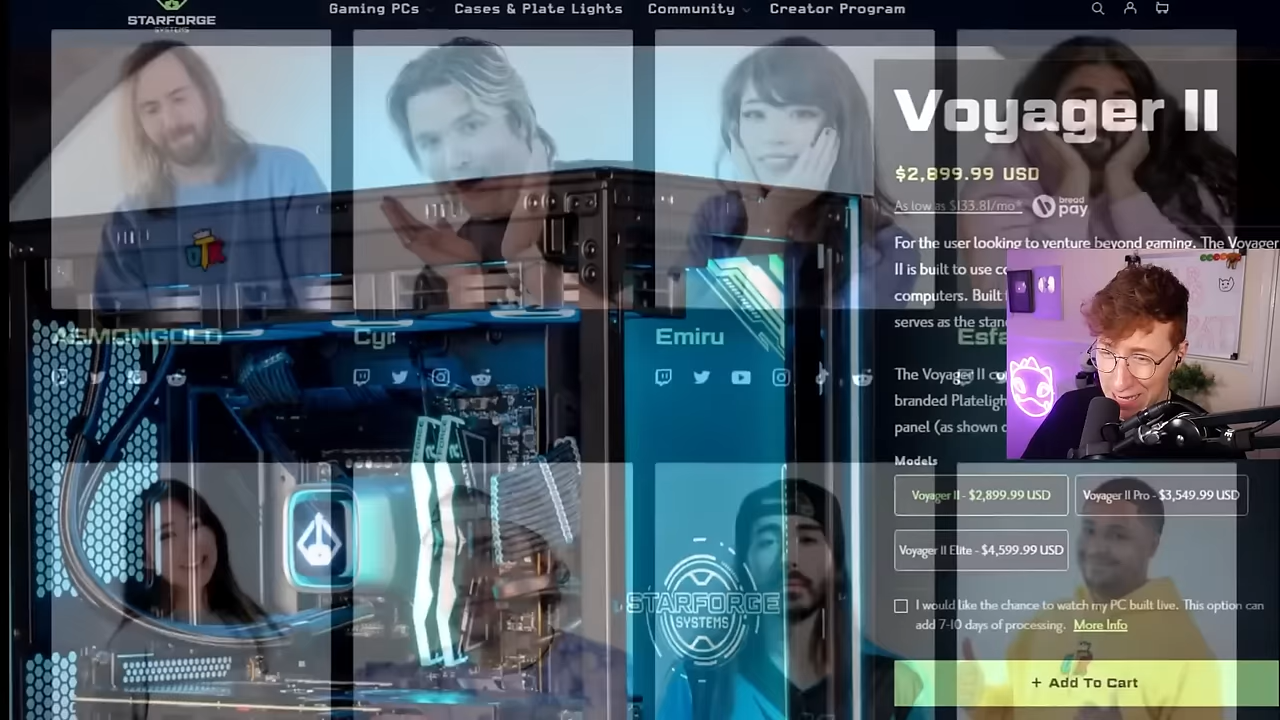 STARFORGE
SYSTEMS
Gaming PCs
Cases & Plate Lights
Community
Creator Program
Voyager II
$2,899.99 USD
As low as $133.81/mo*
bread
pay
For the user looking to venture beyond gaming. The Voyager
II is built to use
computers. Built
serves as the
The Voyager II
branded
panel (as shown
ASMONGOLD
Cyr
Emiru
Models
Voyager II - $2,899.99 USD
Voyager II Pro - $3,549.99 USD
Voyager II Elite - $4,599.99 USD
I would like the chance to watch my PC built live. This option can
add 7-10 days of processing. More Info
+ Add To Cart
STARFORGE
SYSTEMS
OTK